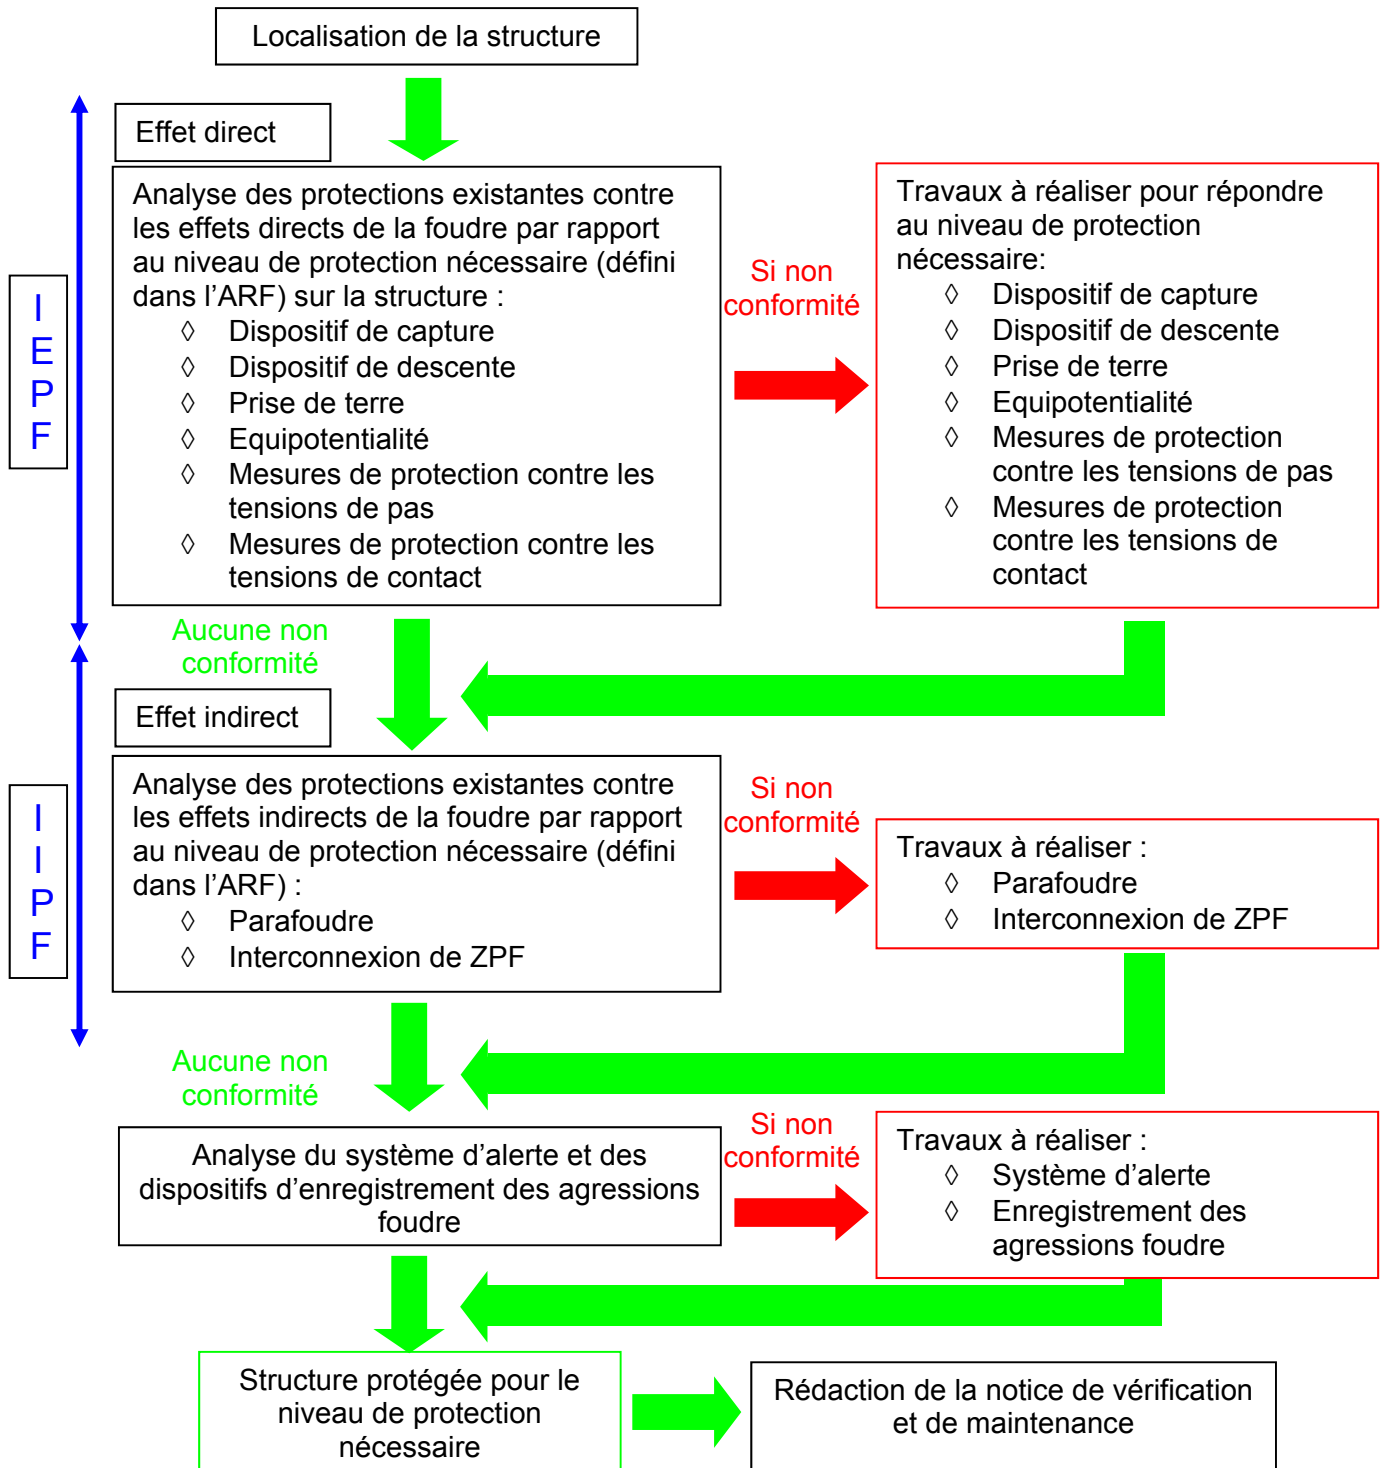 Localisation de la structure
Effet direct
Analyse des protections existantes contre
les effets directs de la foudre par rapport
au niveau de protection nécessaire (défini
dans l’ARF) sur la structure :
◊ Dispositif de capture
◊ Dispositif de descente
◊ Prise de terre
◊ Equipotentialité
◊ Mesures de protection contre les
tensions de pas
◊ Mesures de protection contre les
tensions de contact
Si non
conformité
Travaux à réaliser pour répondre
au niveau de protection
nécessaire:
◊ Dispositif de capture
◊ Dispositif de descente
◊ Prise de terre
◊ Equipotentialité
◊ Mesures de protection
contre les tensions de pas
◊ Mesures de protection
contre les tensions de
contact
I
E
P
F
Aucune non
conformité
Effet indirect
Analyse des protections existantes contre
les effets indirects de la foudre par rapport
au niveau de protection nécessaire (défini
dans l’ARF) :
◊ Parafoudre
◊ Interconnexion de ZPF
Si non
conformité
Travaux à réaliser :
◊ Parafoudre
◊ Interconnexion de ZPF
I
I
P
F
Aucune non
conformité
Analyse du système d’alerte et des
dispositifs d’enregistrement des agressions
foudre
Si non
conformité
Travaux à réaliser :
◊ Système d’alerte
◊ Enregistrement des
agressions foudre
Structure protégée pour le
niveau de protection
nécessaire
Rédaction de la notice de vérification
et de maintenance